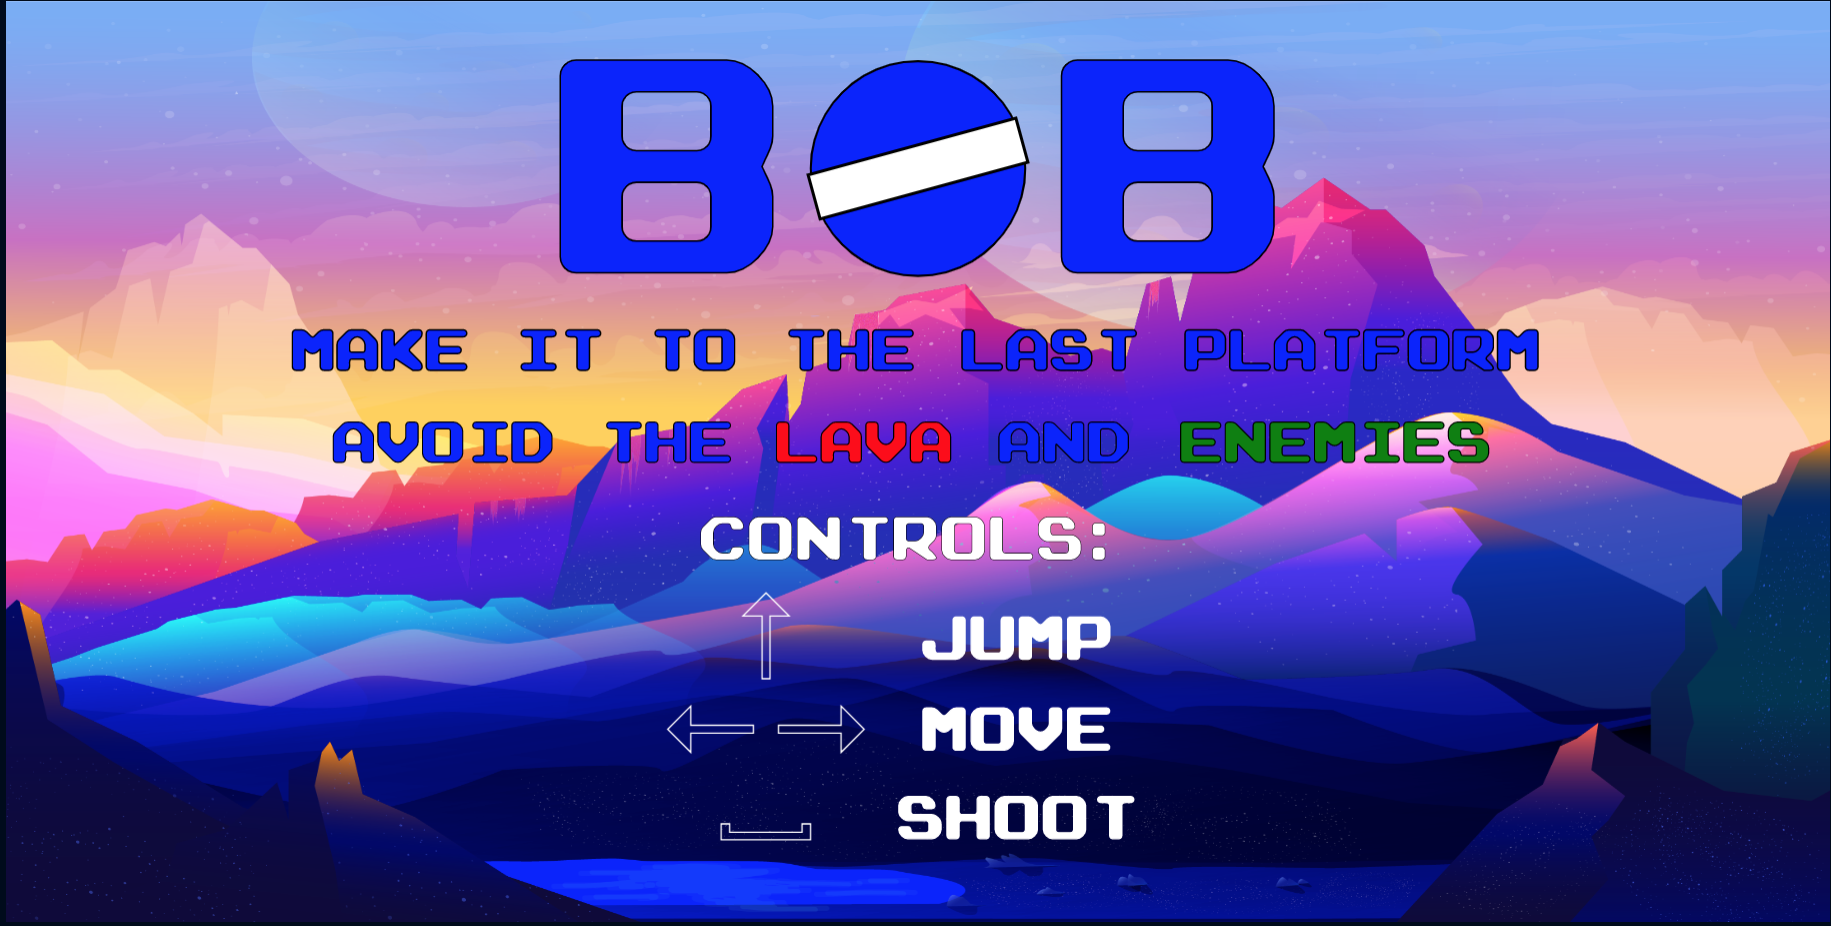 BOB
MAKE IT TO THE LAST PLATFORM
AVOID THE LAVA AND ENEMIES
CONTROLS:
JUMP
MOVE
SHOOT